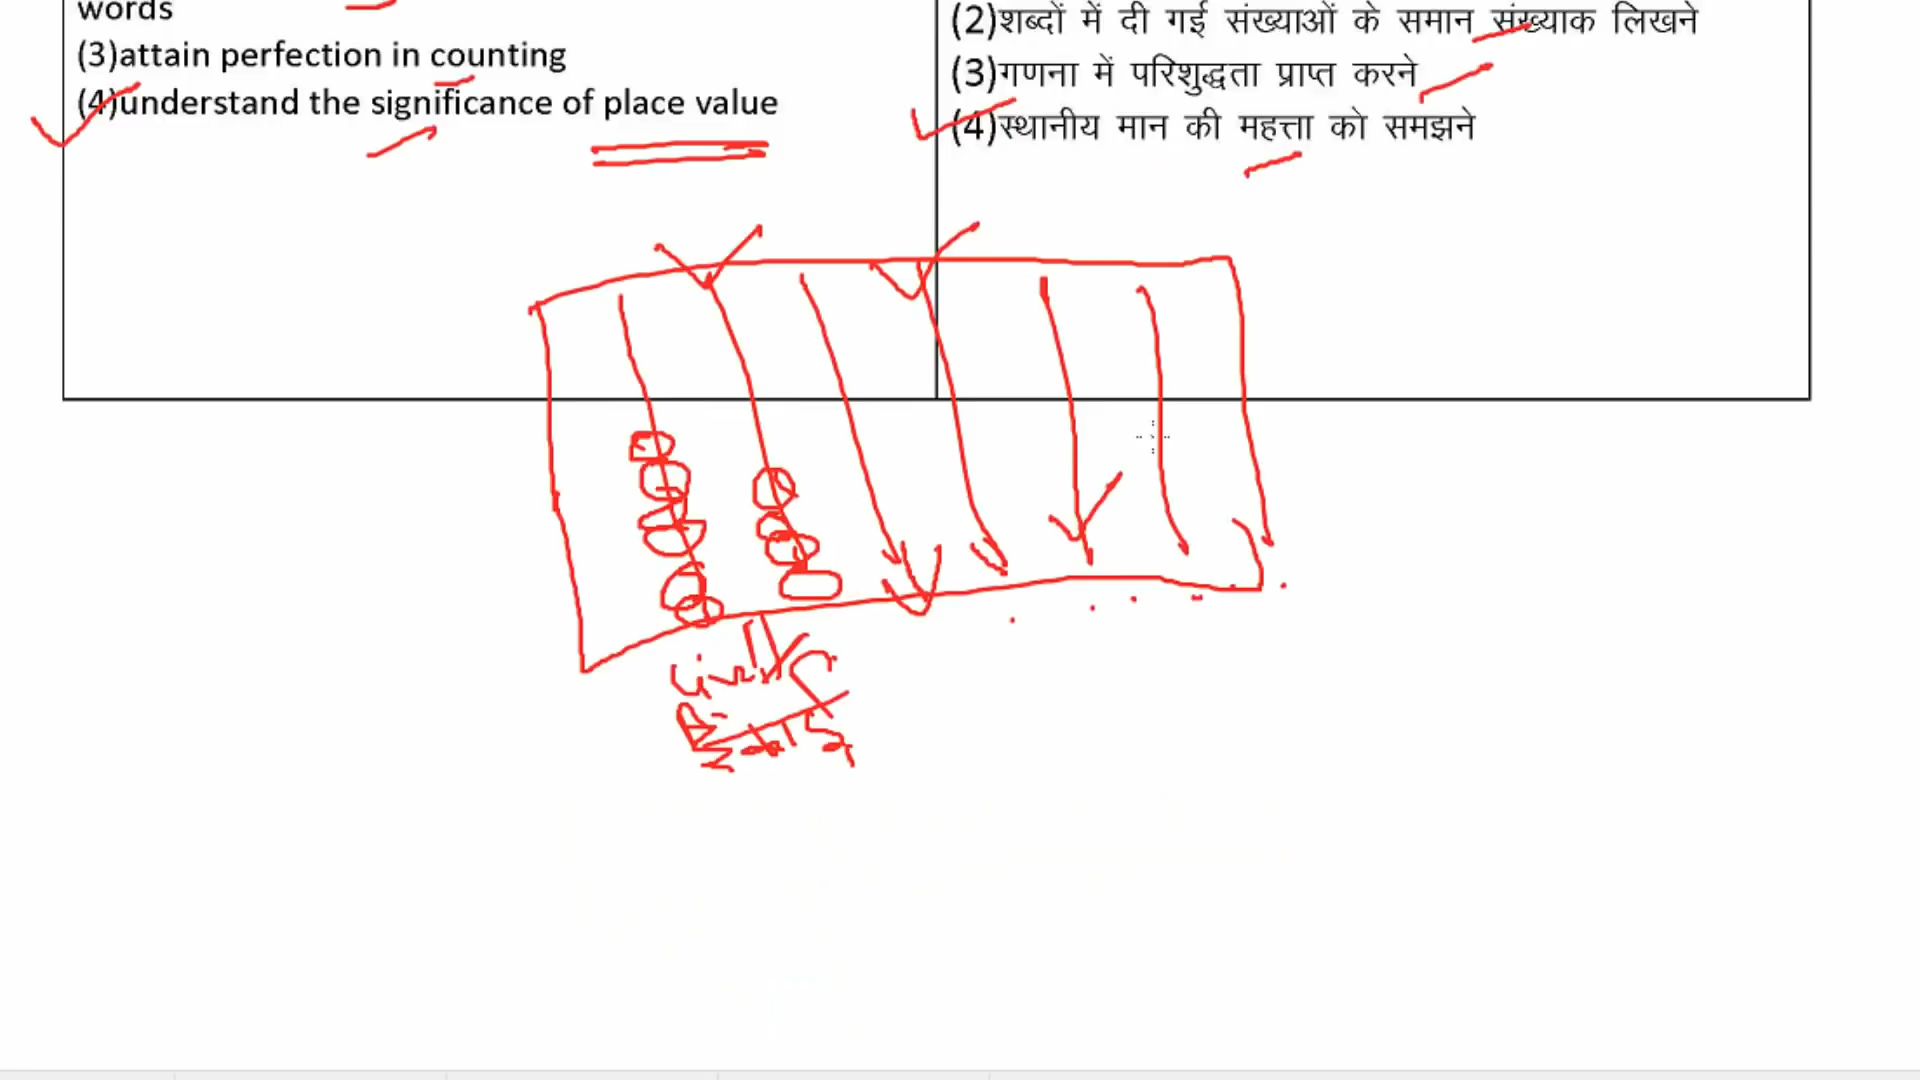 words
(3)attain perfection in counting
(4)understand the significance of place value
(2)शब्दों में दी गई संख्याओं के समान संख्याक लिखने
(3)गणना में परिशुद्धता प्राप्त करने
(4)स्थानीय मान की महत्ता को समझने